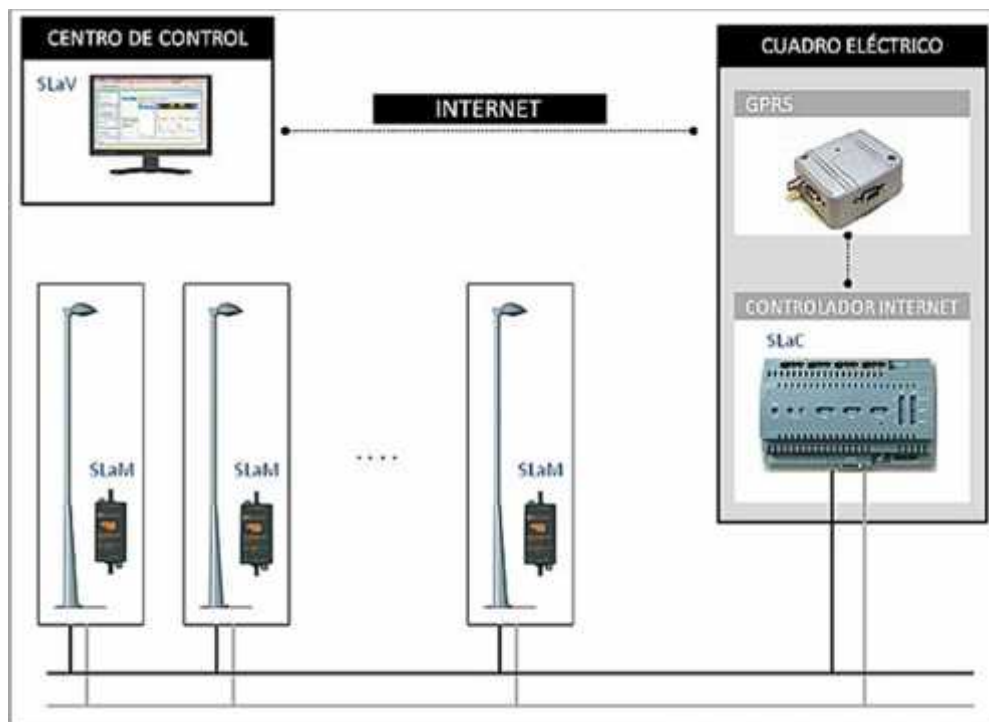 CENTRO DE CONTROL
SLaV
INTERNET
CUADRO ELÉCTRICO
GPRS
CONTROLADOR INTERNET
SLaC
SLaM
SLaM
....
SLaM